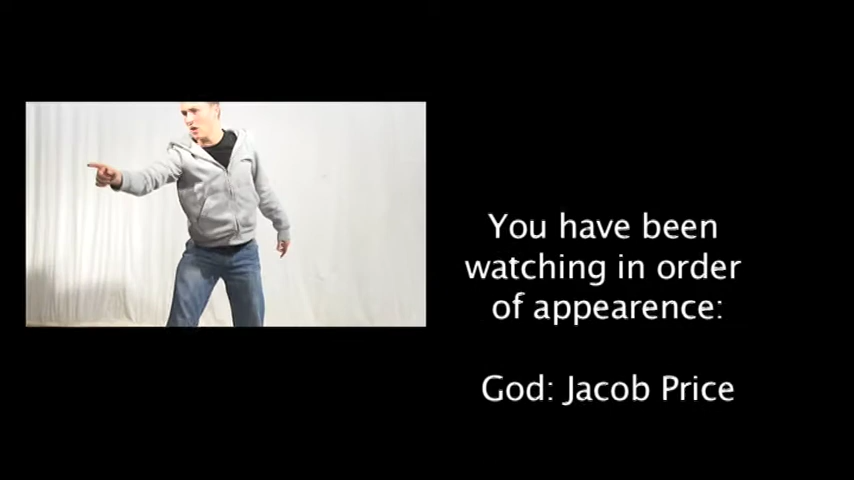 You have been
watching in order
of appearence:
God: Jacob Price